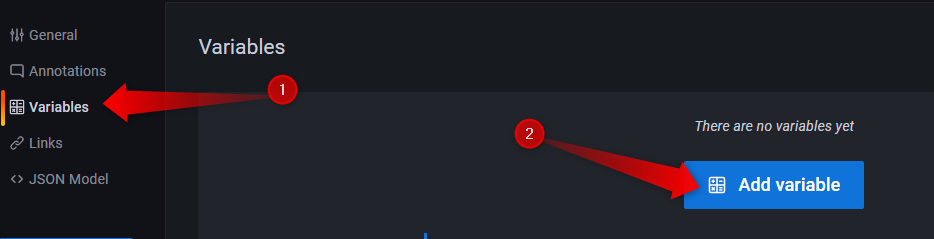 General
Annotations
Variables
Links
JSON Model
Variables
1
There are no variables yet
2
Add variable